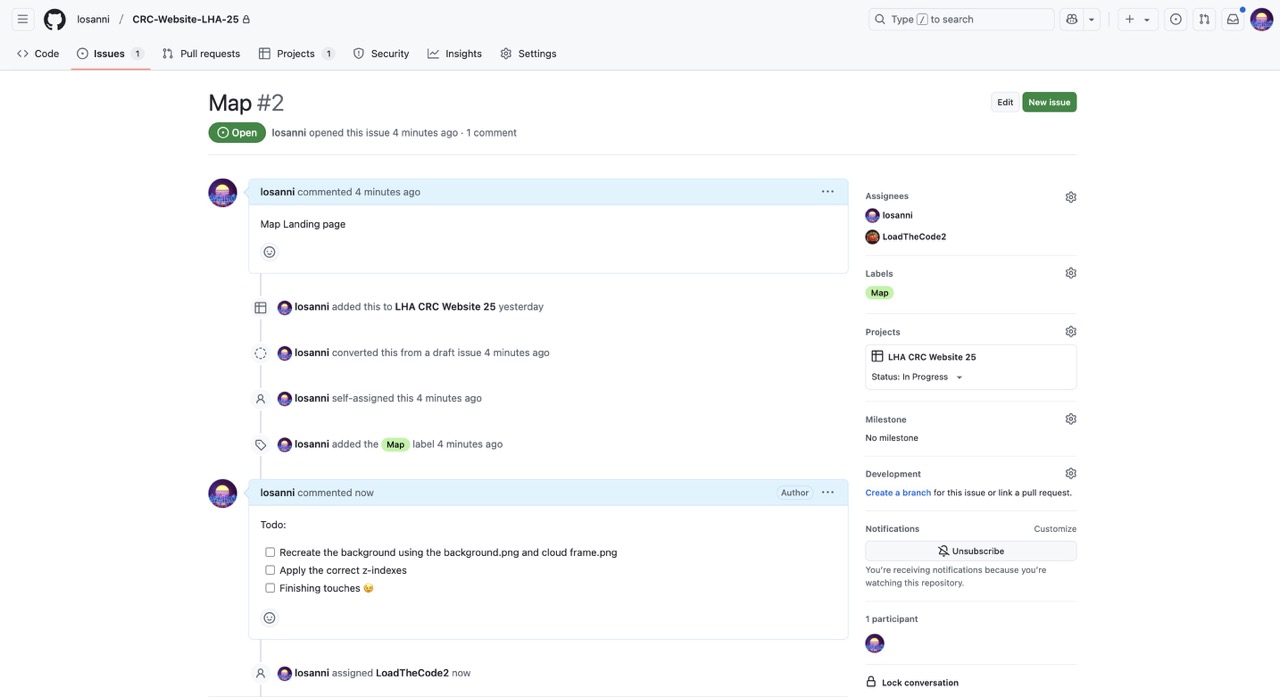 losanni / CRC-Website-LHA-25
Type / to search
Code
Issues 1
Pull requests
Projects 1
Security
Insights
Settings
Map #2
Edit
New issue
Open
losanni opened this issue 4 minutes ago · 1 comment
losanni commented 4 minutes ago
Map Landing page
losanni added this to LHA CRC Website 25 yesterday
losanni converted this from a draft issue 4 minutes ago
losanni self-assigned this 4 minutes ago
losanni added the Map label 4 minutes ago
losanni commented now
Author
Todo:
Recreate the background using the background.png and cloud frame.png
Apply the correct z-indexes
Finishing touches 😉
losanni assigned LoadTheCode2 now
Assignees
losanni
LoadTheCode2
Labels
Map
Projects
LHA CRC Website 25
Status: In Progress
Milestone
No milestone
Development
Create a branch for this issue or link a pull request.
Notifications
Customize
Unsubscribe
You're receiving notifications because you're
watching this repository.
1 participant
Lock conversation